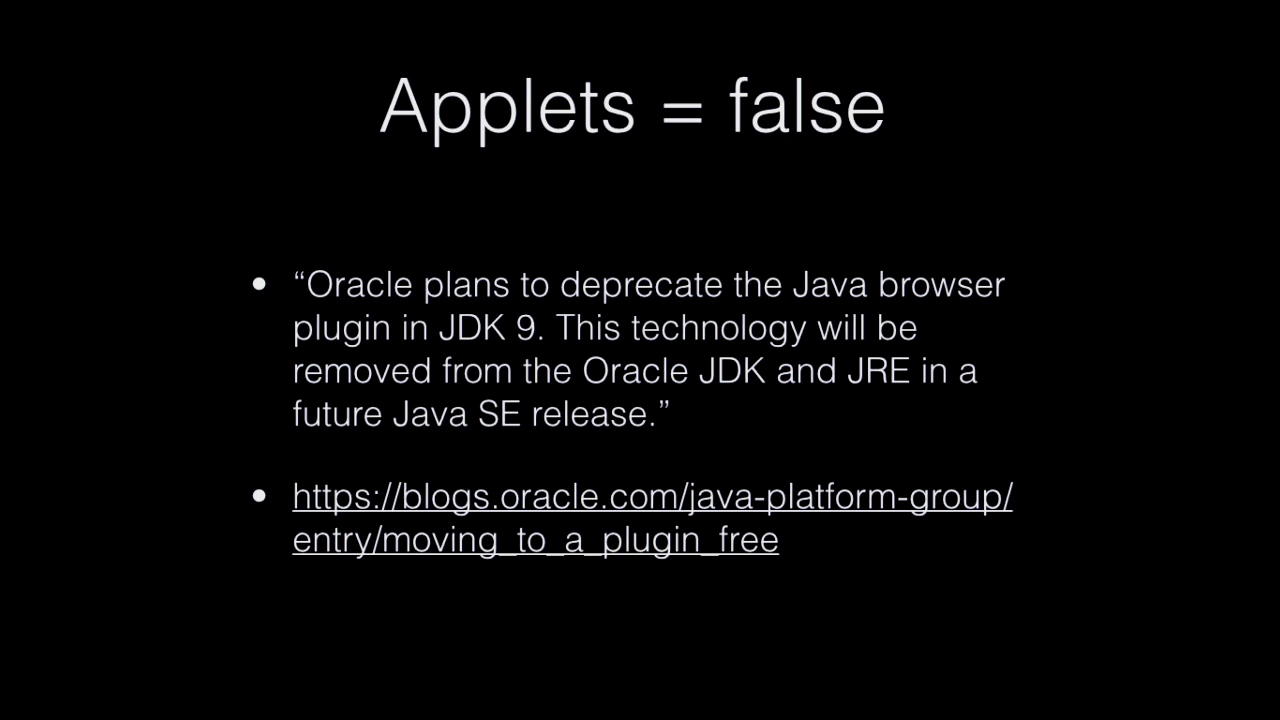 Applets = false
• “Oracle plans to deprecate the Java browser
plugin in JDK 9. This technology will be
removed from the Oracle JDK and JRE in a
future Java SE release.”
• https://blogs.oracle.com/java-platform-group/
entry/moving_to_a_plugin_free